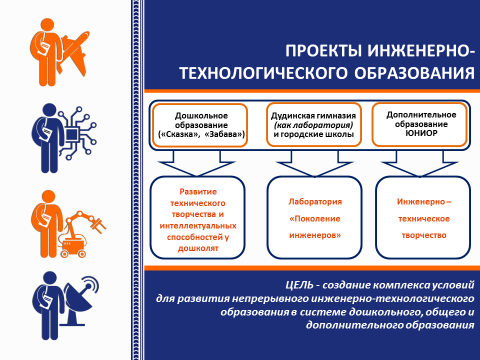 ПРОЕКТЫ ИНЖЕНЕРНО-
ТЕХНОЛОГИЧЕСКОГО ОБРАЗОВАНИЯ
Дошкольное
образование
(«Сказка», «Забава»)
Дудинская гимназия
(как лаборатория)
и городские школы
Дополнительное
образование
ЮНИОР
Развитие
технического
творчества и
интеллектуальных
способностей у
дошколят
Лаборатория
«Поколение
инженеров»
Инженерно –
техническое
творчество
ЦЕЛЬ - создание комплекса условий
для развития непрерывного инженерно-технологического
образования в системе дошкольного, общего и
дополнительного образования